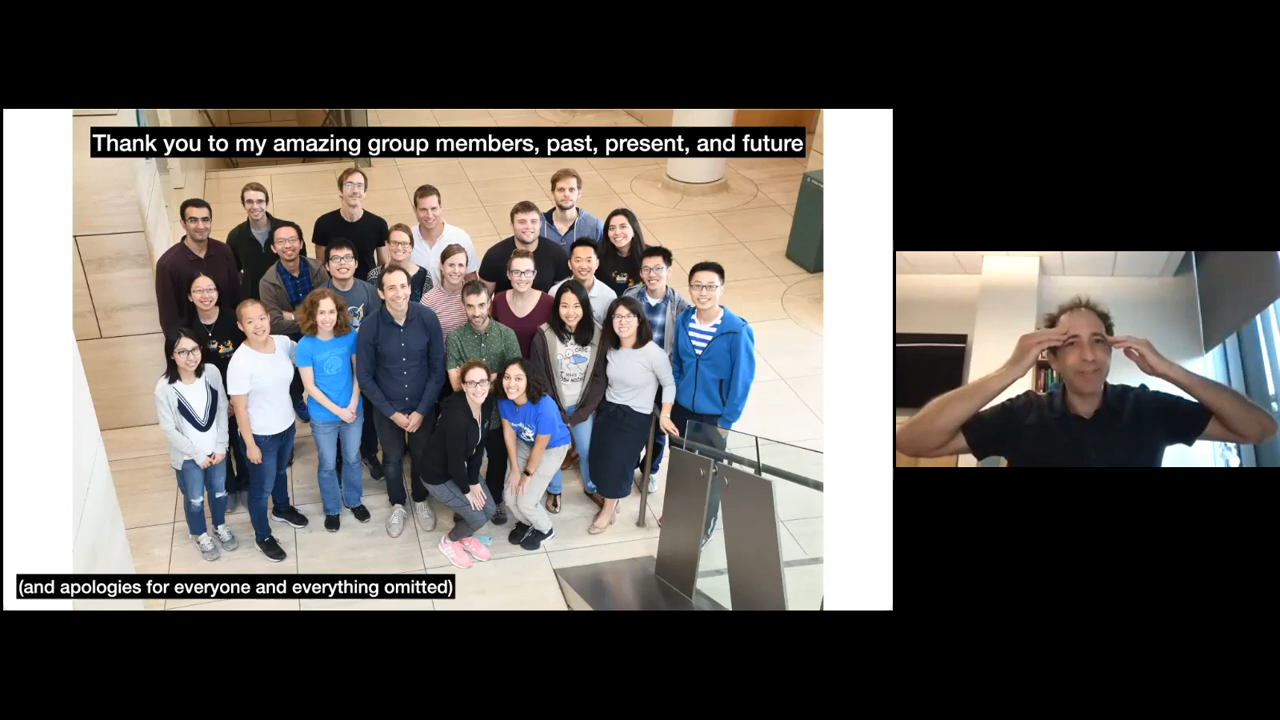 Thank you to my amazing group members, past, present, and future
(and apologies for everyone and everything omitted)